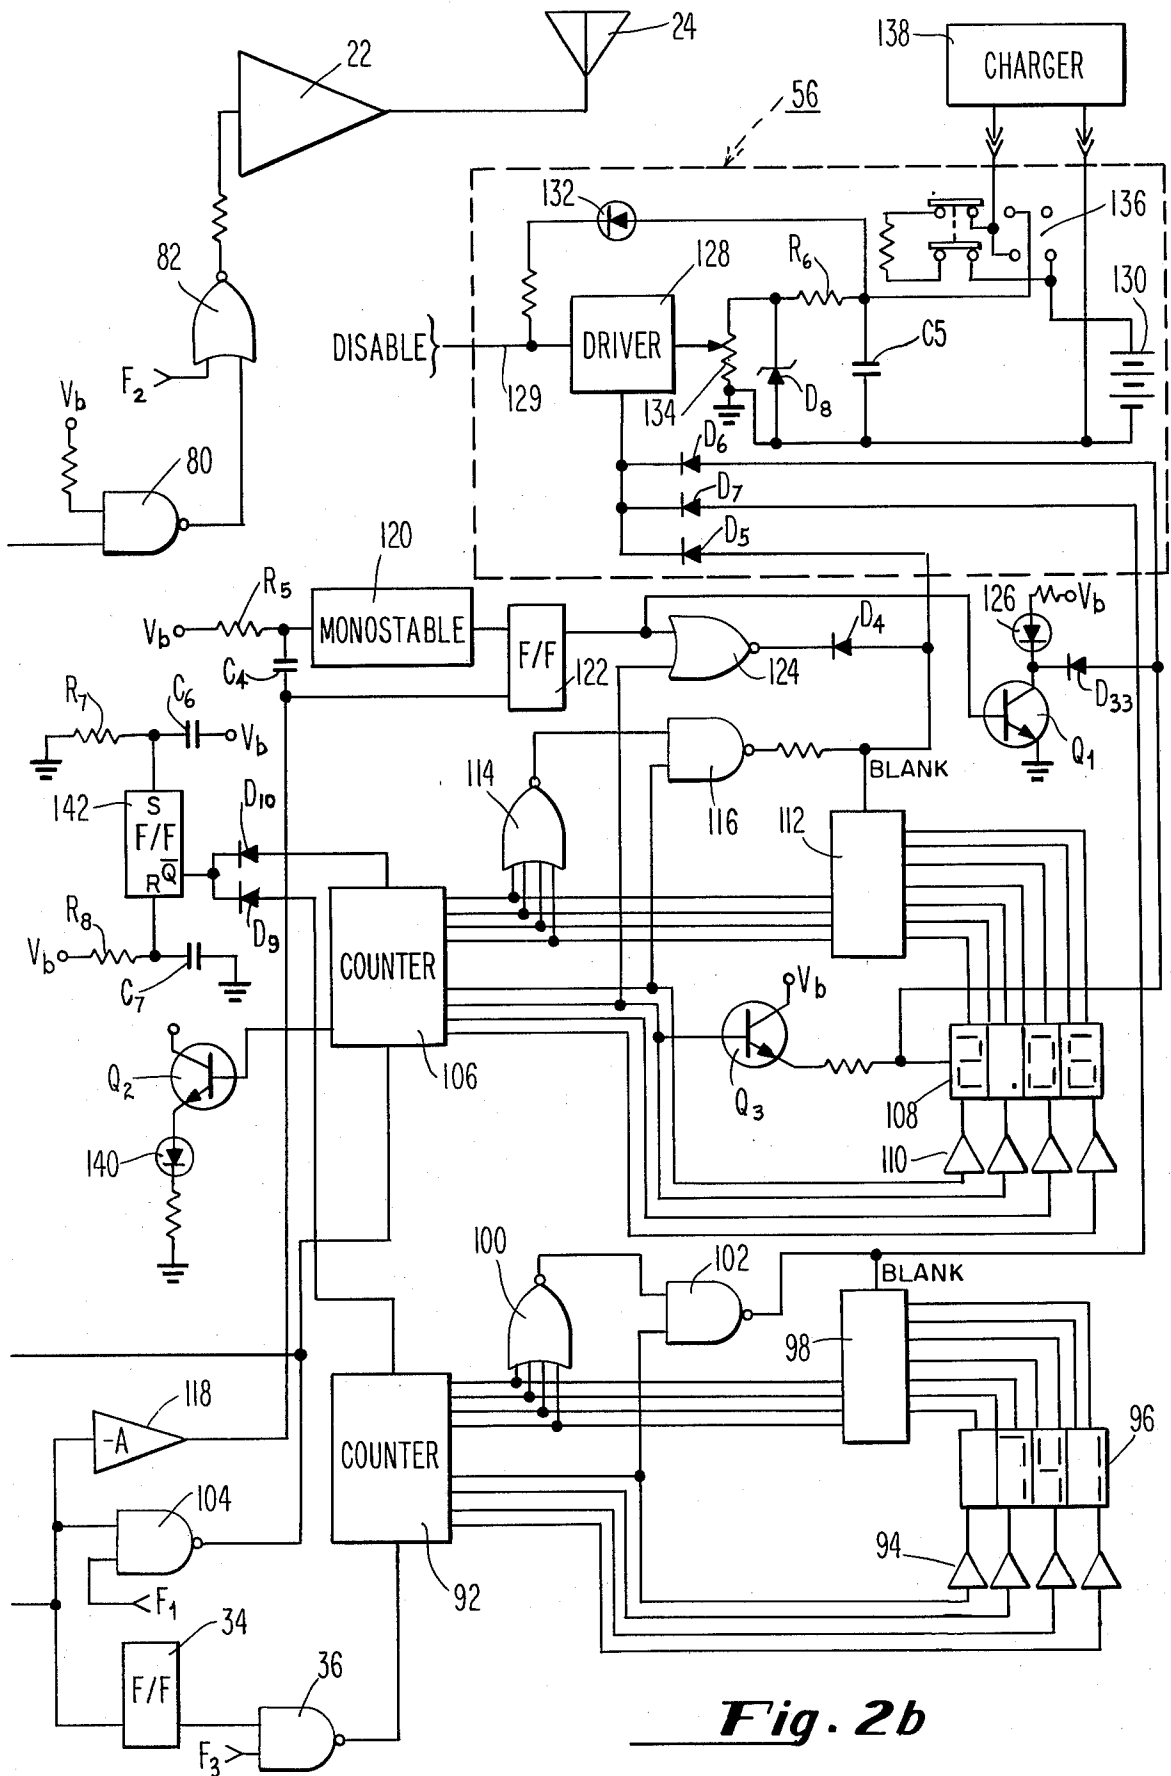 22
24
138
CHARGER
56
132
136
128
R6
130
82
DISABLE
DRIVER
C5
F2
129
134
D8
Vb
D6
80
D7
120
D5
R5
126
Vb
Vb
MONOSTABLE
F/F
D4
C4
122
124
D33
R7
C6
Vb
Q1
BLANK
114
116
142
S
F/F
Q
R
D10
112
R8
D9
COUNTER
Vb
C7
Vb
Q2
106
Q3
108
2.06
140
110
100
102
BLANK
98
118
-A
COUNTER
96
741
104
94
F1
92
34
F/F
36
F3
Fig. 2b